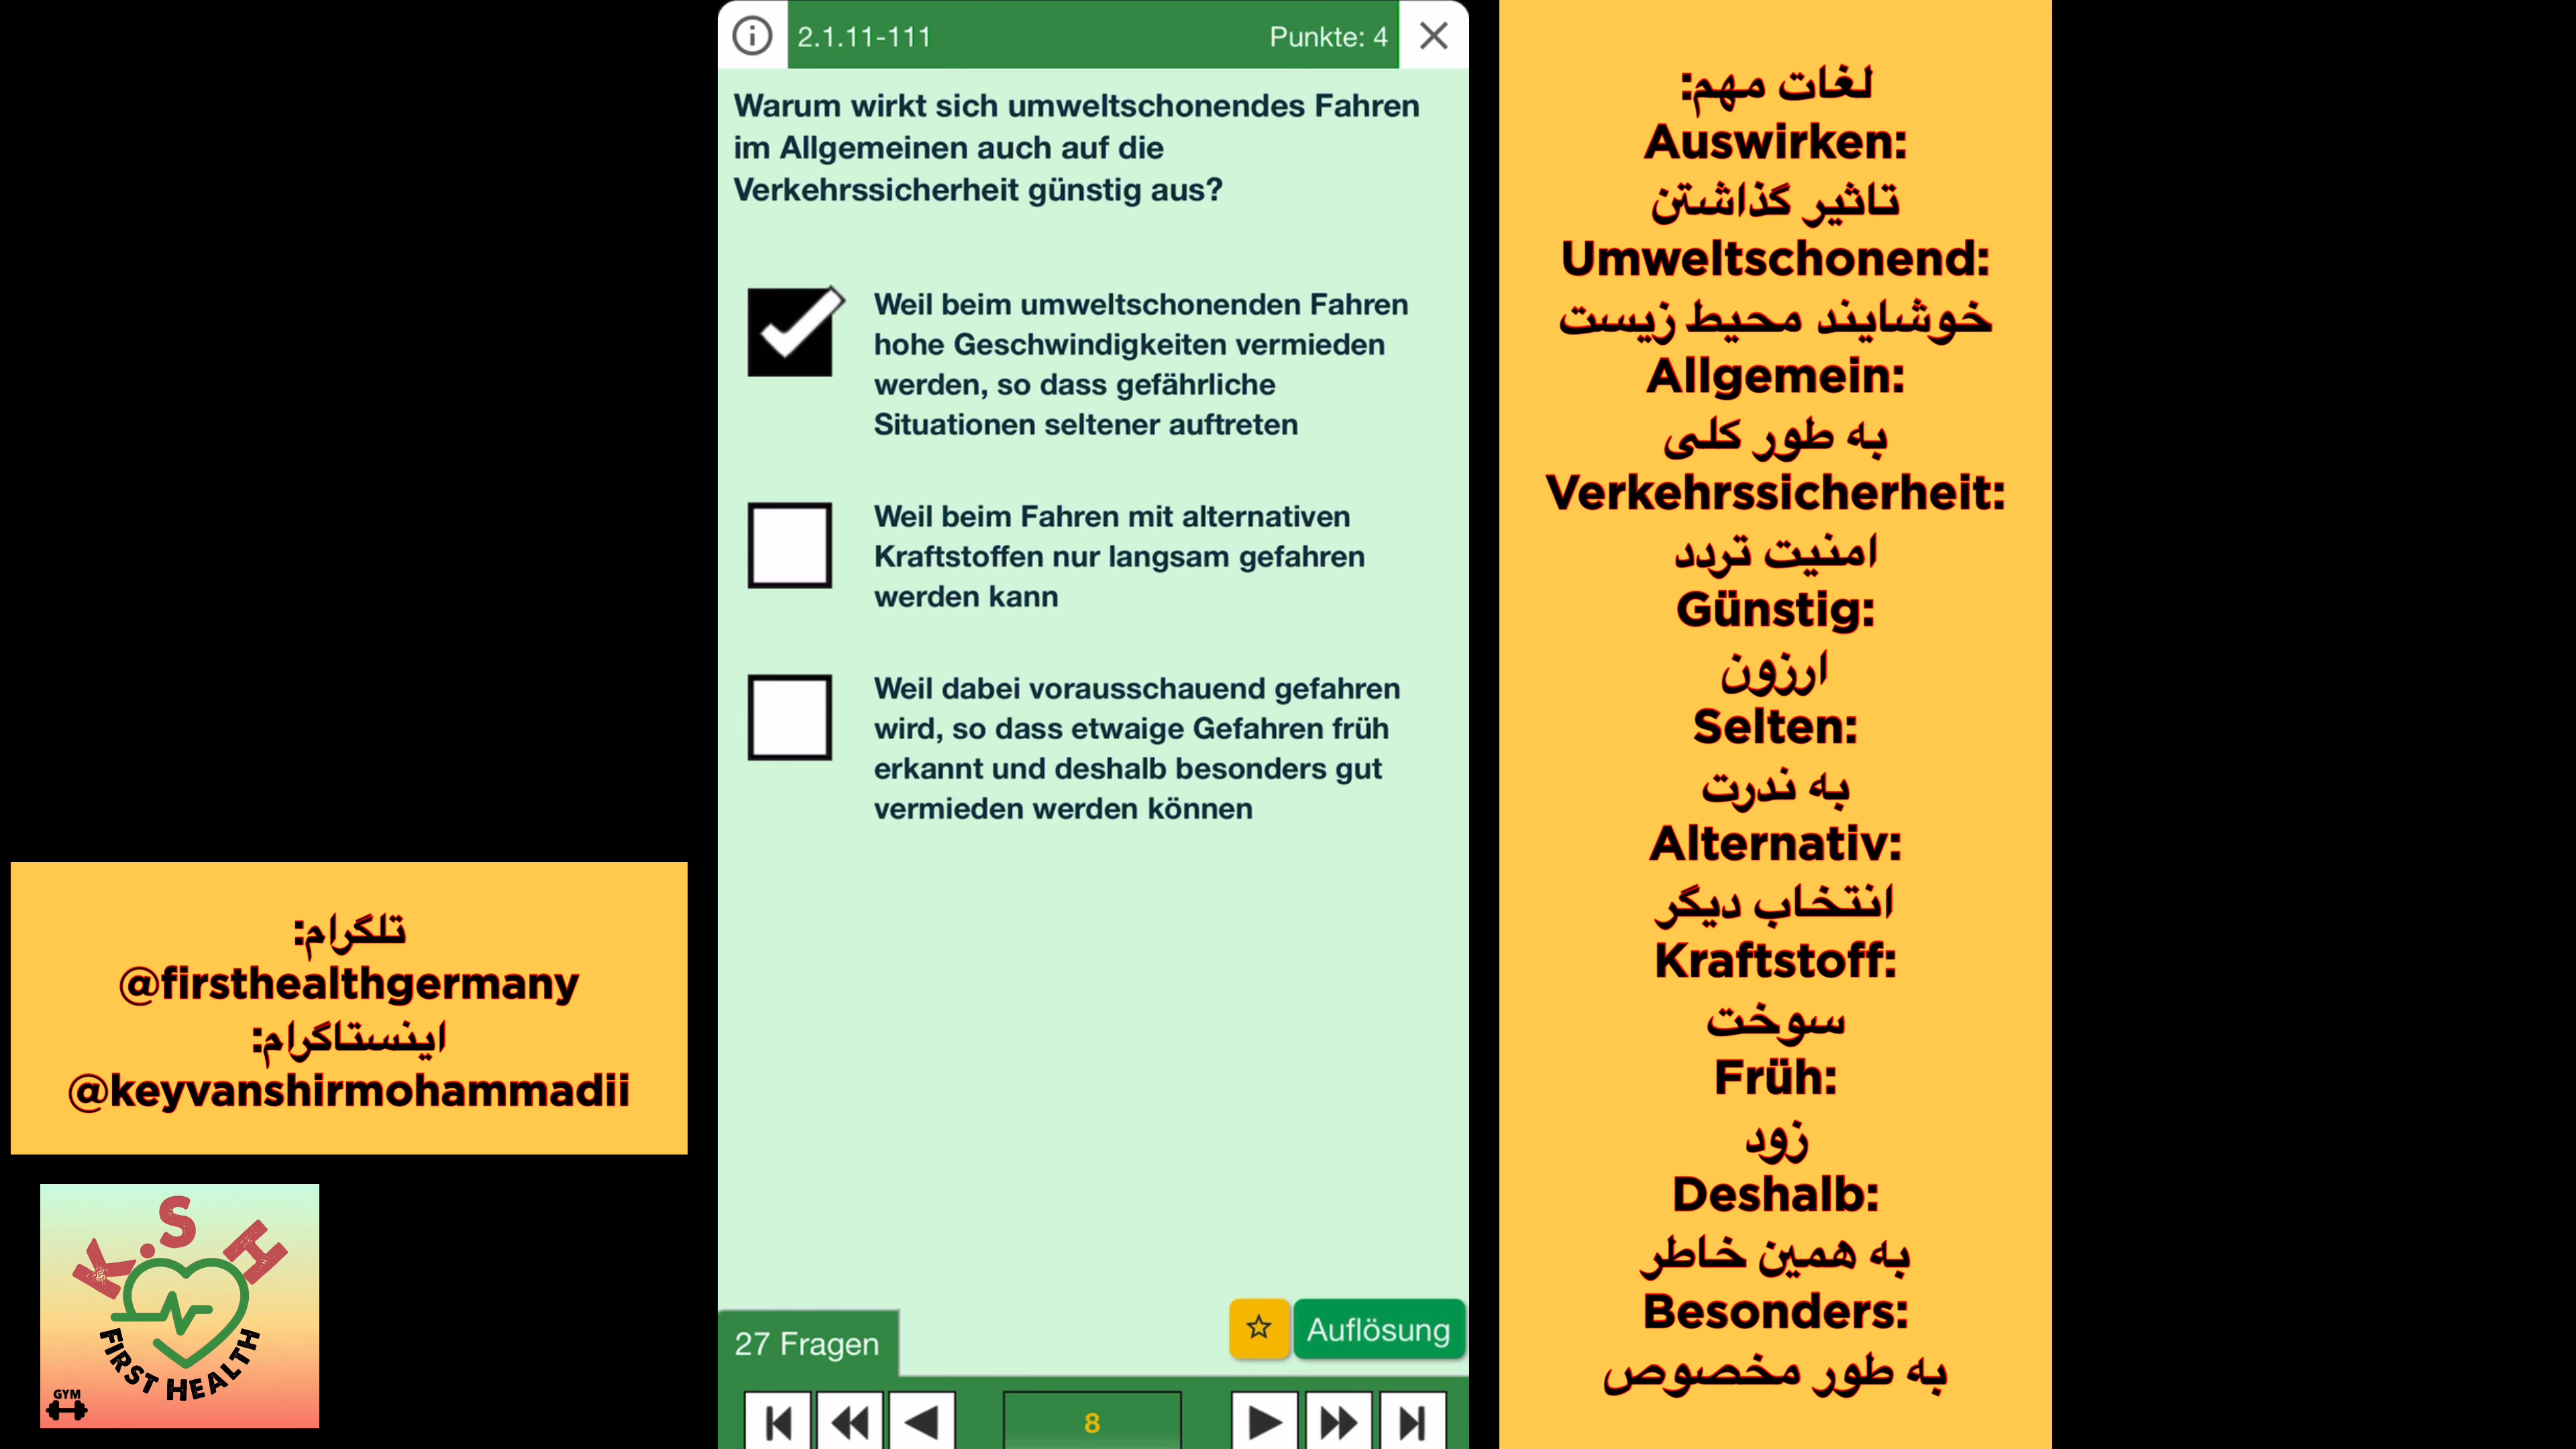 2.1.11-111
Punkte: 4
Warum wirkt sich umweltschonendes Fahren
im Allgemeinen auch auf die
Verkehrssicherheit günstig aus?
Weil beim umweltschonenden Fahren
hohe Geschwindigkeiten vermieden
werden, so dass gefährliche
Situationen seltener auftreten
Weil beim Fahren mit alternativen
Kraftstoffen nur langsam gefahren
werden kann
Weil dabei vorausschauend gefahren
wird, so dass etwaige Gefahren früh
erkannt und deshalb besonders gut
vermieden werden können
27 Fragen
Auflösung
8
لغات مهم:
Auswirken:
تاثیر گذاشتن
Umweltschonend:
خوشایند محیط زیست
Allgemein:
به طور کلی
Verkehrssicherheit:
امنیت تردد
Günstig:
ارزون
Selten:
به ندرت
Alternativ:
انتخاب دیگر
Kraftstoff:
سوخت
Früh:
زود
Deshalb:
به همین خاطر
Besonders:
به طور مخصوص
تلگرام:
@firsthealthgermany
اینستاگرام:
@keyvanshirmohammadii
K.SH
FIRST HEALTH
GYM